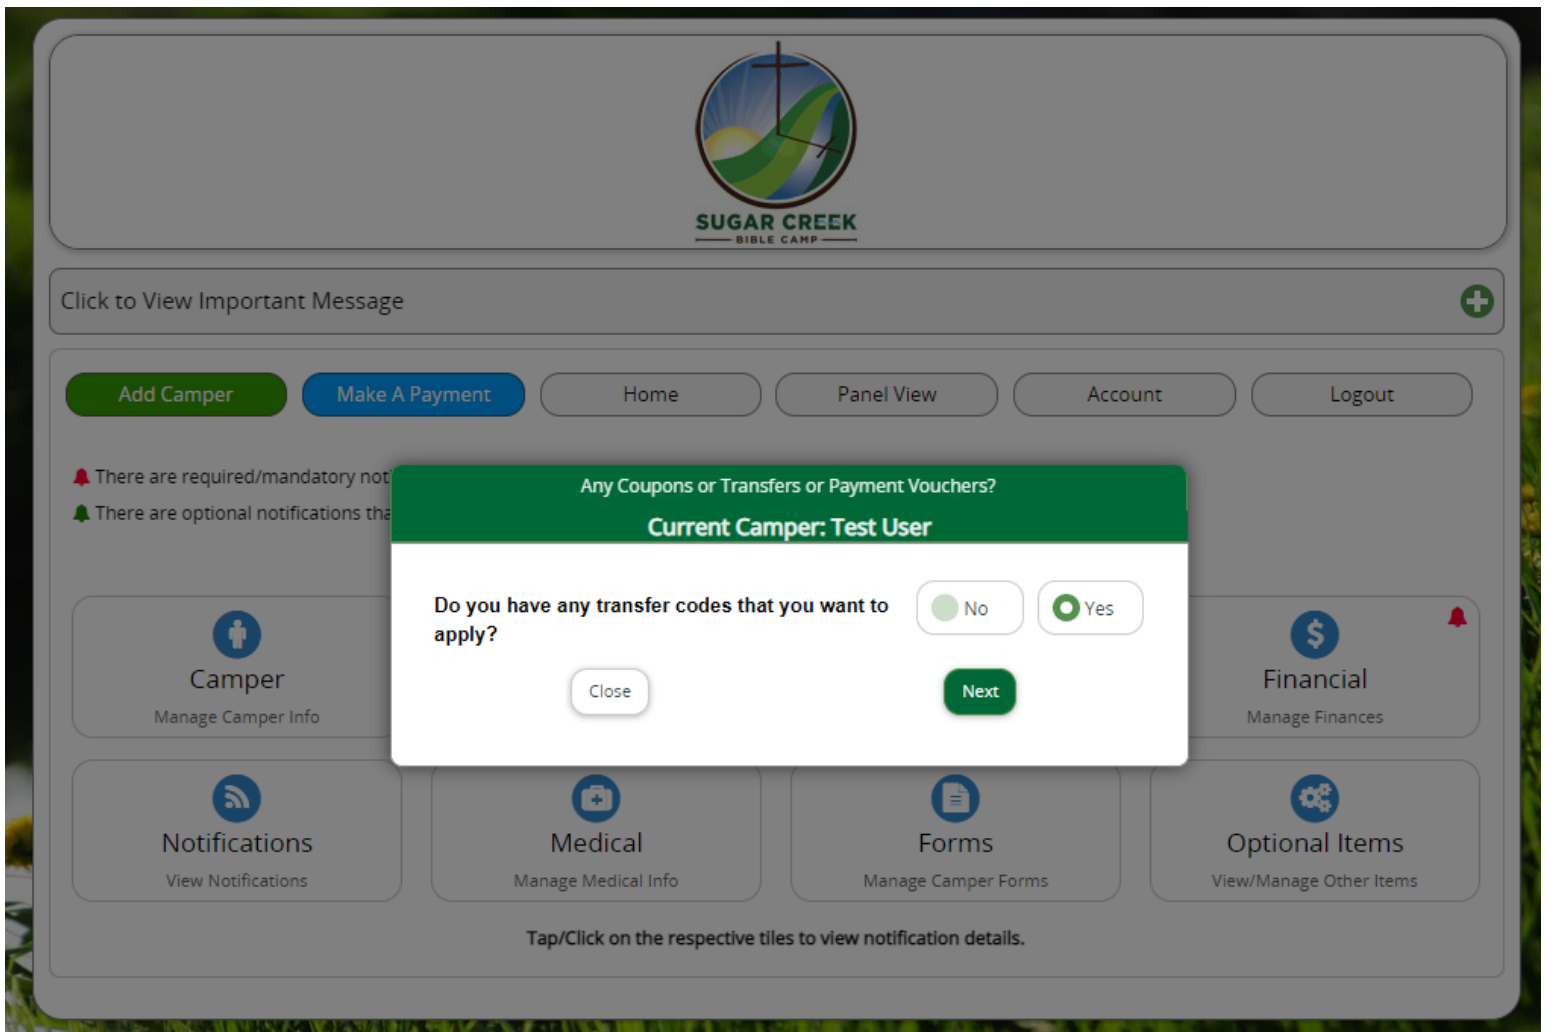 SUGAR CREEK
BIBLE CAMP
Click to View Important Message
Add Camper
Make A Payment
Home
Panel View
Account
Logout
There are required/mandatory not
There are optional notifications tha
Any Coupons or Transfers or Payment Vouchers?
Current Camper: Test User
Do you have any transfer codes that you want to
apply?
No
Yes
Close
Next
Camper
Manage Camper Info
Financial
Manage Finances
Notifications
View Notifications
Medical
Manage Medical Info
Forms
Manage Camper Forms
Optional Items
View/Manage Other Items
Tap/Click on the respective tiles to view notification details.